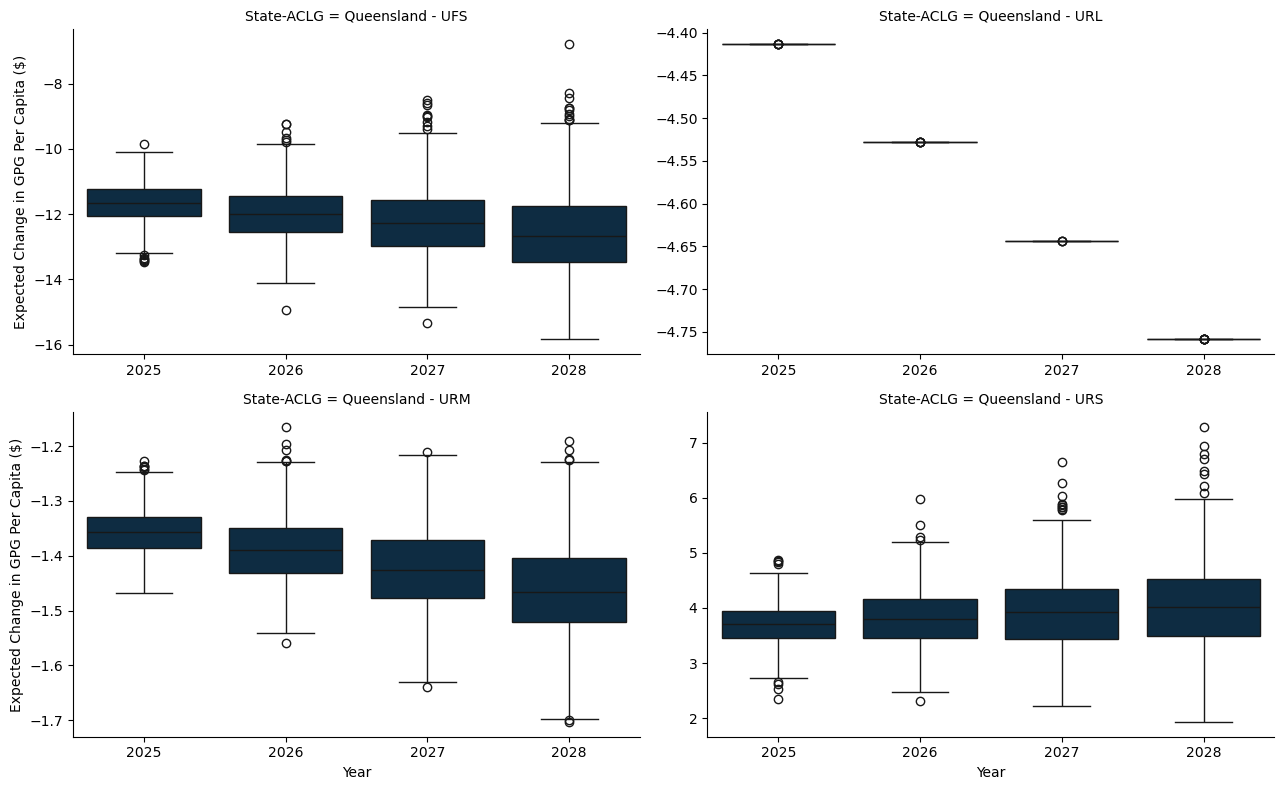 State-ACLG = Queensland - UFS
Expected Change in GPG Per Capita ($)
−8
−10
−12
−14
−16
2025 2026 2027 2028
State-ACLG = Queensland - URL
−4.40
−4.45
−4.50
−4.55
−4.60
−4.65
−4.70
−4.75
2025 2026 2027 2028
State-ACLG = Queensland - URM
Expected Change in GPG Per Capita ($)
−1.2
−1.3
−1.4
−1.5
−1.6
−1.7
2025 2026 2027 2028
Year
State-ACLG = Queensland - URS
7
6
5
4
3
2
2025 2026 2027 2028
Year